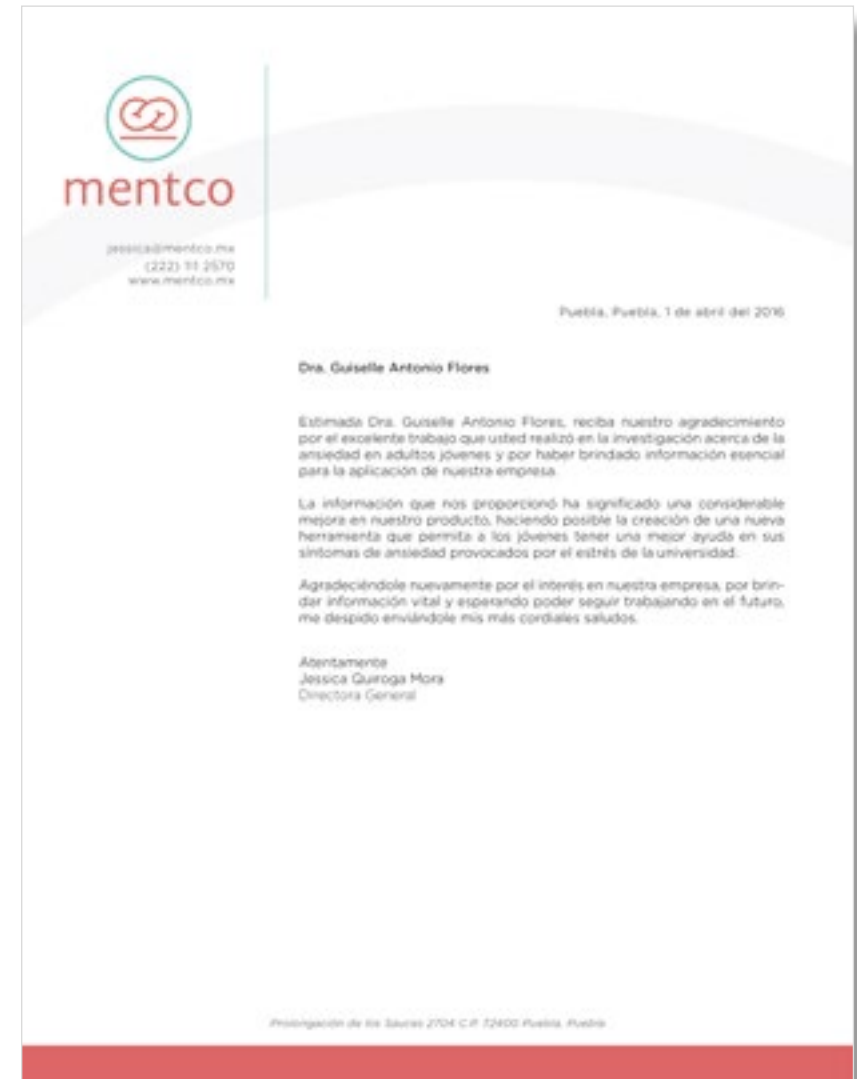 mentco
jessica@mentco.mx
(222) 111 2570
www.mentco.mx
Puebla, Puebla, 1 de abril del 2016
Dra. Guiselle Antonio Flores
Estimada Dra. Guiselle Antonio Flores, reciba nuestro agradecimiento
por el excelente trabajo que usted realizó en la investigación acerca de la
ansiedad en adultos jóvenes y por haber brindado información esencial
para la aplicación de nuestra empresa.
La información que nos proporcionó ha significado una considerable
mejora en nuestro producto, haciendo posible la creación de una nueva
herramienta que permita a los jóvenes tener una mejor ayuda en sus
síntomas de ansiedad provocados por el estrés de la universidad.
Agradeciéndole nuevamente por el interés en nuestra empresa, por brin-
dar información vital y esperando poder seguir trabajando en el futuro,
me despido enviándole mis más cordiales saludos.
Atentamente
Jessica Quiroga Mora
Directora General
Prolongación de los Sauces 2704 C.P. 72400 Puebla, Puebla